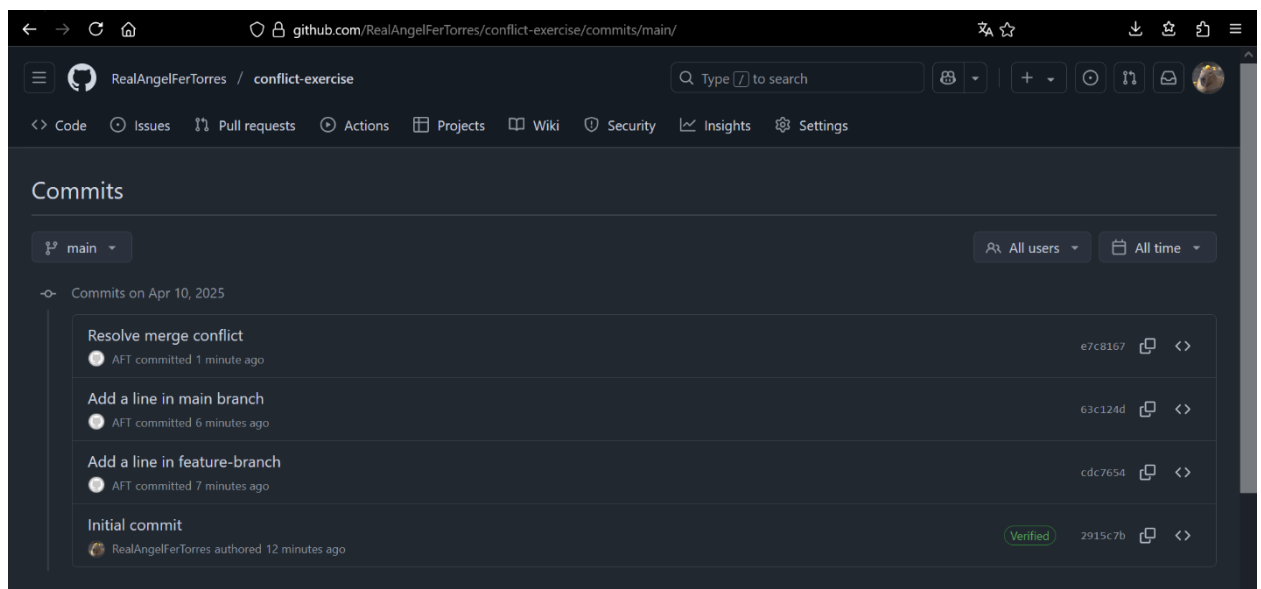 github.com/RealAngelFerTorres/conflict-exercise/commits/main/
RealAngelFerTorres / conflict-exercise
Type / to search
Code Issues Pull requests Actions Projects Wiki Security Insights Settings
Commits
main
All users All time
Commits on Apr 10, 2025
Resolve merge conflict
AFT committed 1 minute ago
e7c8167
Add a line in main branch
AFT committed 6 minutes ago
63c124d
Add a line in feature-branch
AFT committed 7 minutes ago
cdc7654
Initial commit
RealAngelFerTorres authored 12 minutes ago
Verified 2915c7b